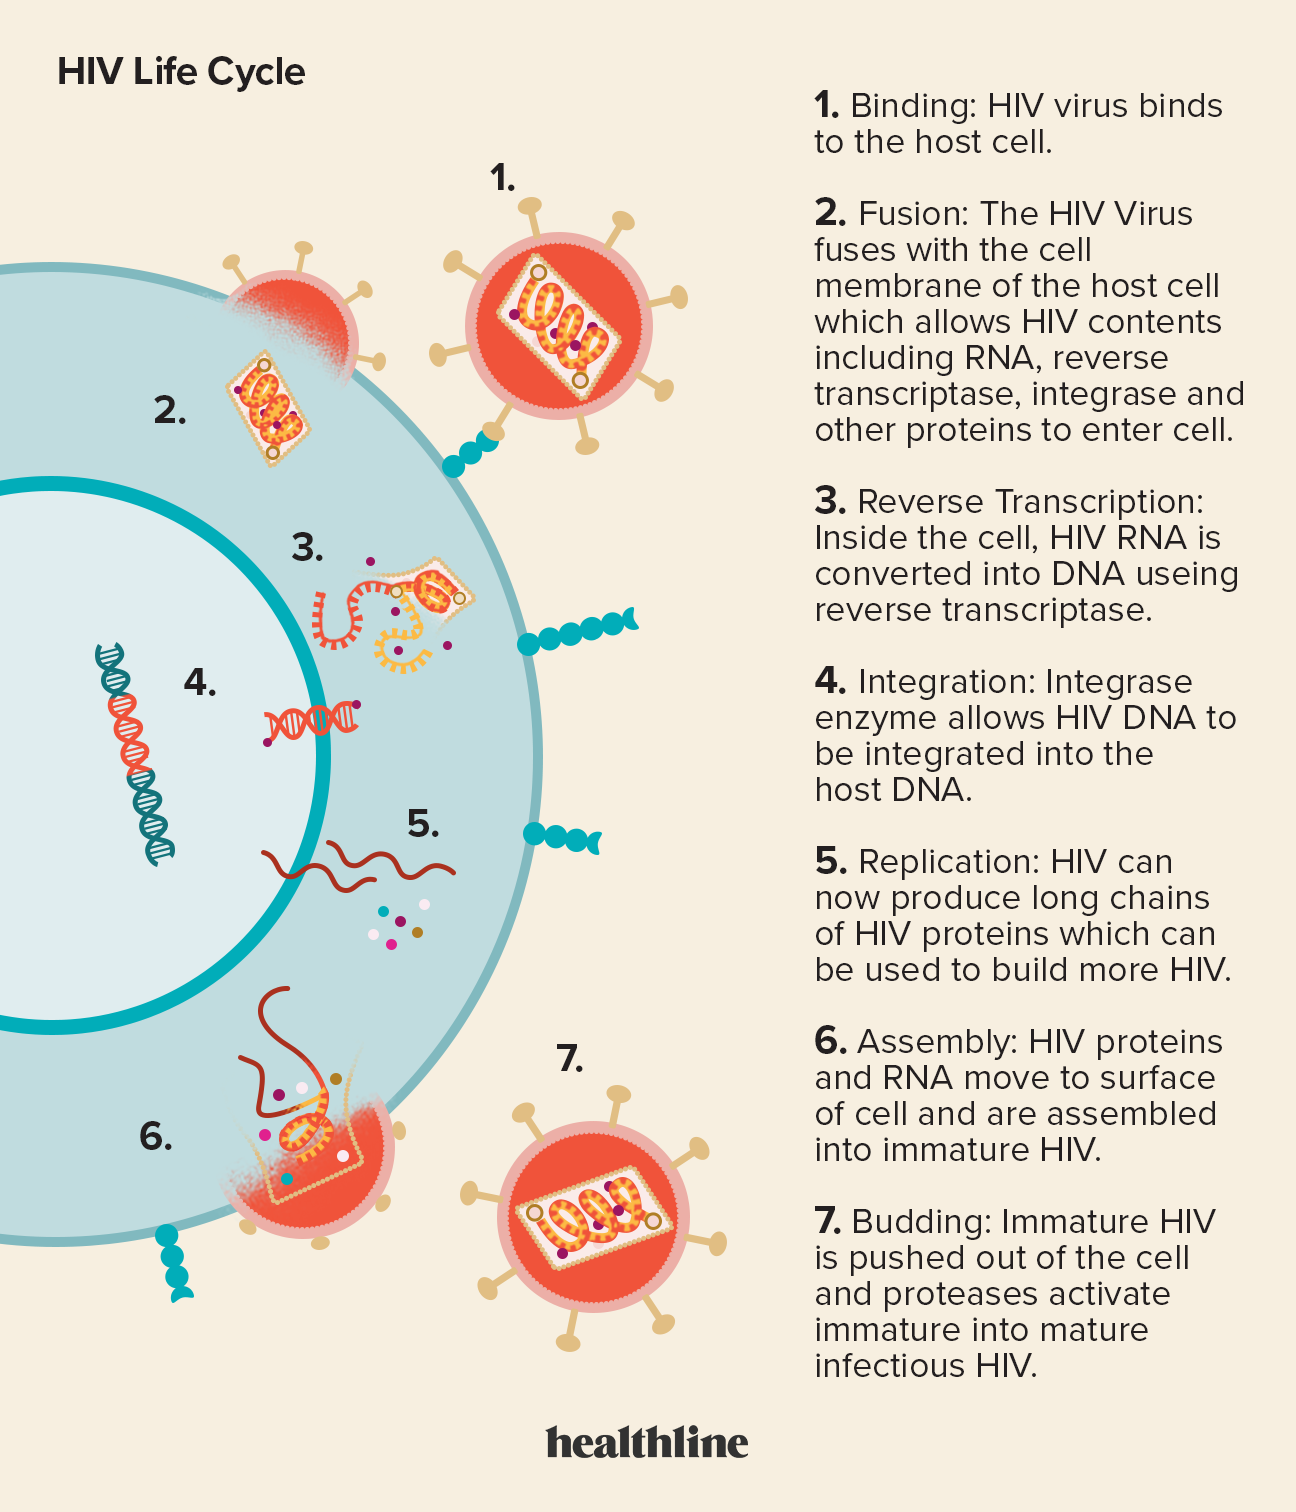 HIV Life Cycle
1.
2.
3.
4.
5.
6.
7.
1. Binding: HIV virus binds
to the host cell.
2. Fusion: The HIV Virus
fuses with the cell
membrane of the host cell
which allows HIV contents
including RNA, reverse
transcriptase, integrase and
other proteins to enter cell.
3. Reverse Transcription:
Inside the cell, HIV RNA is
converted into DNA useing
reverse transcriptase.
4. Integration: Integrase
enzyme allows HIV DNA to
be integrated into the
host DNA.
5. Replication: HIV can
now produce long chains
of HIV proteins which can
be used to build more HIV.
6. Assembly: HIV proteins
and RNA move to surface
of cell and are assembled
into immature HIV.
7. Budding: Immature HIV
is pushed out of the cell
and proteases activate
immature into mature
infectious HIV.
healthline